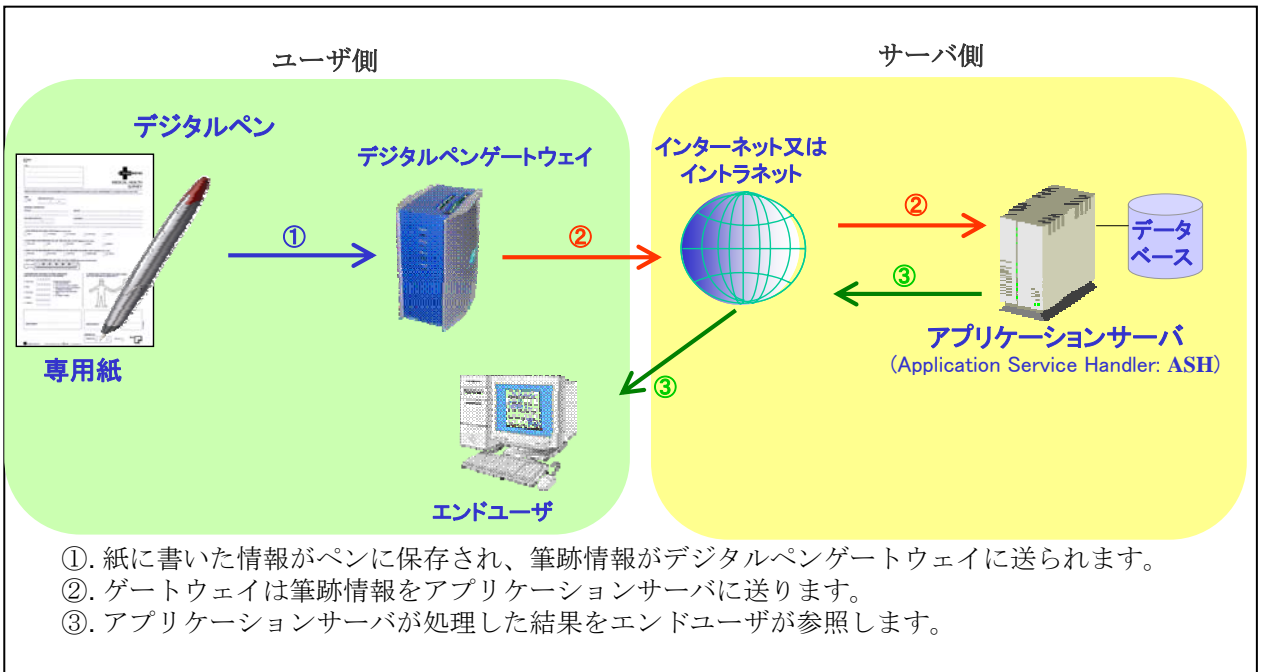 ユーザ側
サーバ側
デジタルペン
専用紙
①
デジタルペンゲートウェイ
②
インターネット又は
イントラネット
②
③
データ
ベース
アプリケーションサーバ
(Application Service Handler: ASH)
③
エンドユーザ
①. 紙に書いた情報がペンに保存され、筆跡情報がデジタルペンゲートウェイに送られます。
②. ゲートウェイは筆跡情報をアプリケーションサーバに送ります。
③. アプリケーションサーバが処理した結果をエンドユーザが参照します。